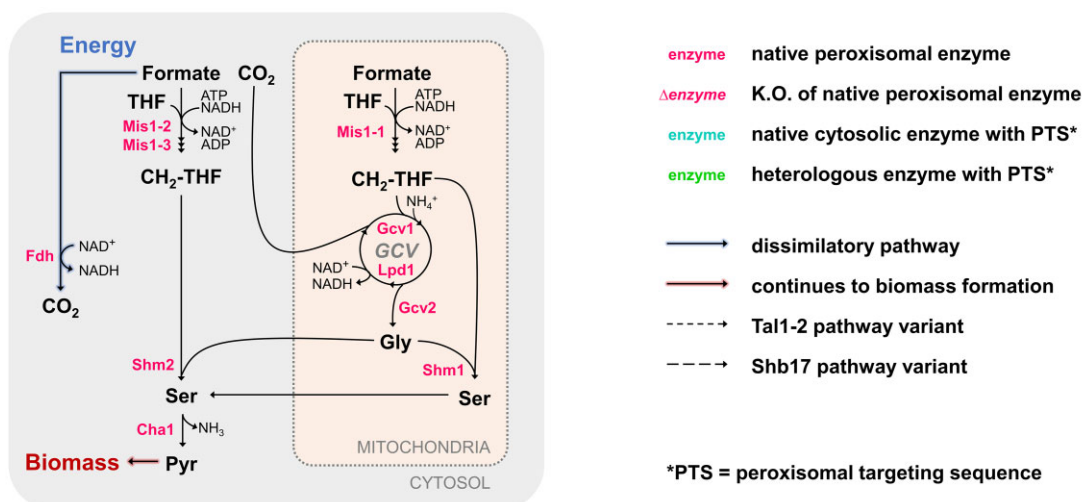 Energy
Formate CO2
THF
ATP
NADH
Mis1-2
Mis1-3
NAD+
ADP
CH2-THF
Fdh
NAD+
NADH
CO2
Shm2
Ser
Cha1
NH3
Biomass
Pyr
Formate
THF
ATP
NADH
Mis1-1
NAD+
ADP
CH2-THF
NH4+
Gcv1
GCV
Lpd1
NAD+
NADH
Gcv2
Gly
Shm1
Ser
MITOCHONDRIA
CYTOSOL
enzyme native peroxisomal enzyme
Δenzyme K.O. of native peroxisomal enzyme
enzyme native cytosolic enzyme with PTS*
enzyme heterologous enzyme with PTS*
dissimilatory pathway
continues to biomass formation
Tal1-2 pathway variant
Shb17 pathway variant
*PTS = peroxisomal targeting sequence